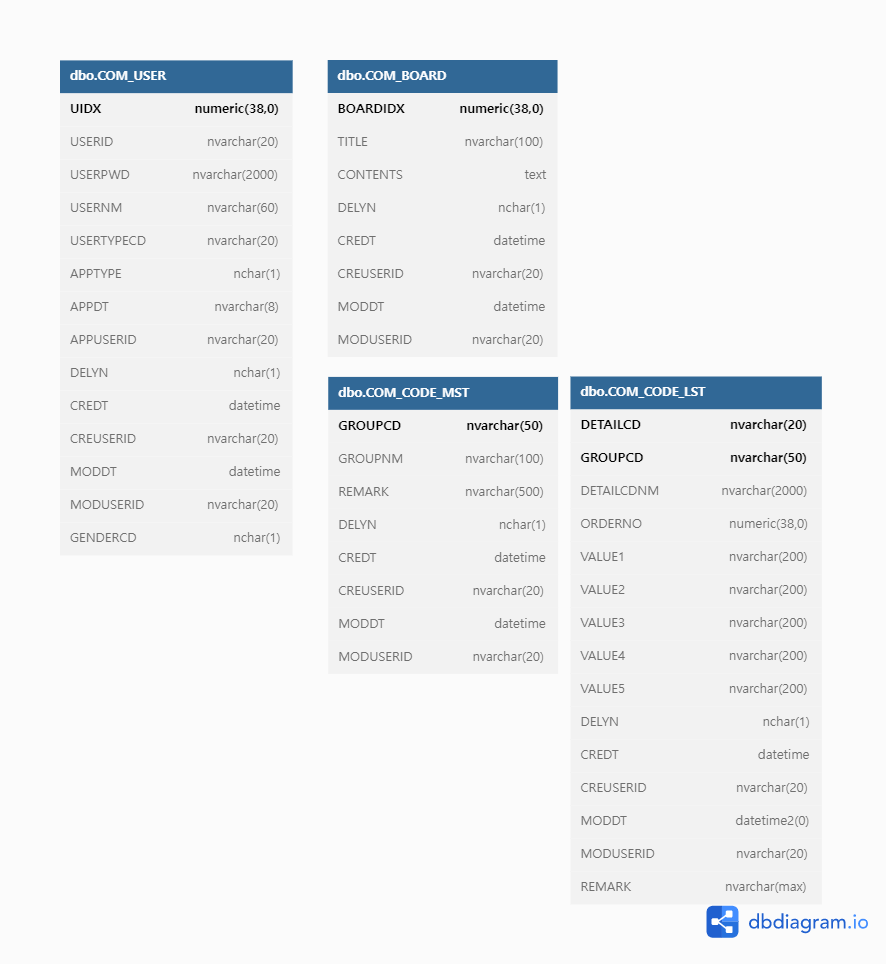 dbo.COM_USER
UIDX numeric(38,0)
USERID nvarchar(20)
USERPWD nvarchar(2000)
USERNM nvarchar(60)
USERTYPECD nvarchar(20)
APPTYPE nchar(1)
APPDT nvarchar(8)
APPUSERID nvarchar(20)
DELYN nchar(1)
CREDT datetime
CREUSERID nvarchar(20)
MODDT datetime
MODUSERID nvarchar(20)
GENDERCD nchar(1)
dbo.COM_BOARD
BOARDIDX numeric(38,0)
TITLE nvarchar(100)
CONTENTS text
DELYN nchar(1)
CREDT datetime
CREUSERID nvarchar(20)
MODDT datetime
MODUSERID nvarchar(20)
dbo.COM_CODE_MST
GROUPCD nvarchar(50)
GROUPNM nvarchar(100)
REMARK nvarchar(500)
DELYN nchar(1)
CREDT datetime
CREUSERID nvarchar(20)
MODDT datetime
MODUSERID nvarchar(20)
dbo.COM_CODE_LST
DETAILCD nvarchar(20)
GROUPCD nvarchar(50)
DETAILCDNM nvarchar(2000)
ORDERNO numeric(38,0)
VALUE1 nvarchar(200)
VALUE2 nvarchar(200)
VALUE3 nvarchar(200)
VALUE4 nvarchar(200)
VALUE5 nvarchar(200)
DELYN nchar(1)
CREDT datetime
CREUSERID nvarchar(20)
MODDT datetime2(0)
MODUSERID nvarchar(20)
REMARK nvarchar(max)
dbdiagram.io